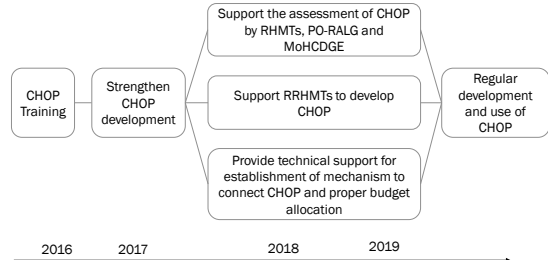 CHOP
Training
Strengthen
CHOP
development
Support the assessment of CHOP
by RHMTs, PO-RALG and
MoHCDGE
Support RRHMTs to develop
CHOP
Provide technical support for
establishment of mechanism to
connect CHOP and proper budget
allocation
Regular
development
and use of
CHOP
2016
2017
2018
2019